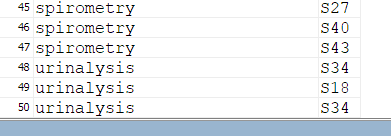 45 spirometry S27
46 spirometry S40
47 spirometry S43
48 urinalysis S34
49 urinalysis S18
50 urinalysis S34